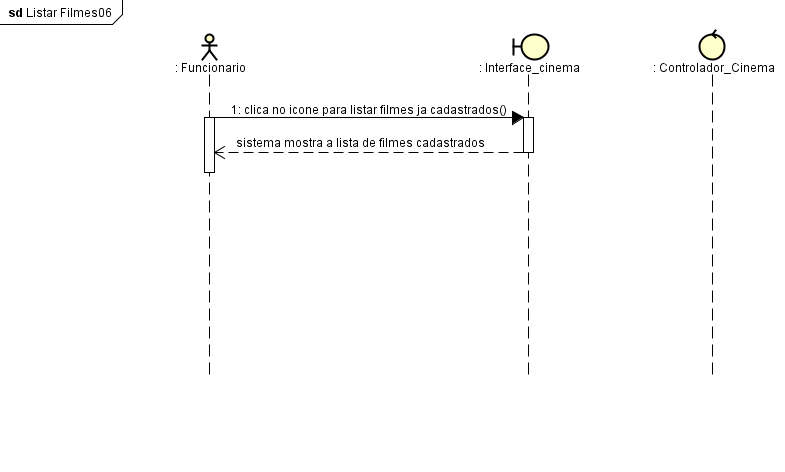 sd Listar Filmes06
: Funcionario
: Interface_cinema
: Controlador_Cinema
1: clica no icone para listar filmes ja cadastrados()
sistema mostra a lista de filmes cadastrados